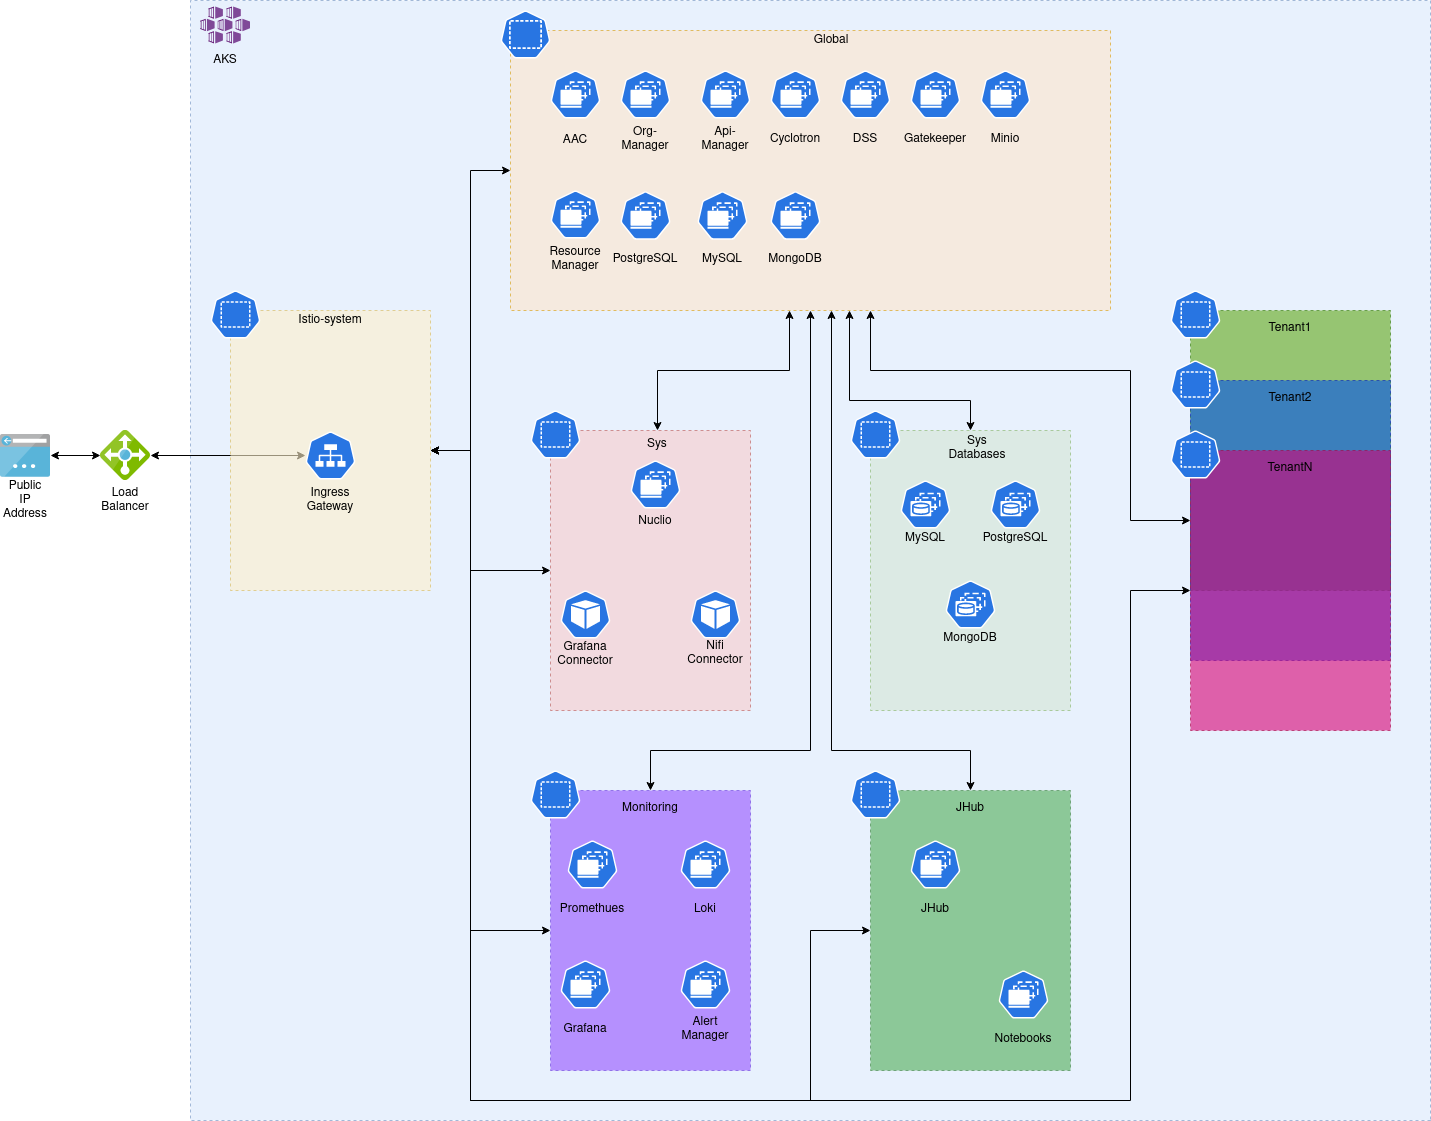 AKS
Global
AAC
Org-
Manager
Api-
Manager
Cyclotron
DSS
Gatekeeper
Minio
Resource
Manager
PostgreSQL
MySQL
MongoDB
Istio-system
Ingress
Gateway
Public
IP
Address
Load
Balancer
Sys
Nuclio
Grafana
Connector
Nifi
Connector
Sys
Databases
MySQL
PostgreSQL
MongoDB
Tenant1
Tenant2
TenantN
Monitoring
Promethues
Loki
Grafana
Alert
Manager
JHub
JHub
Notebooks